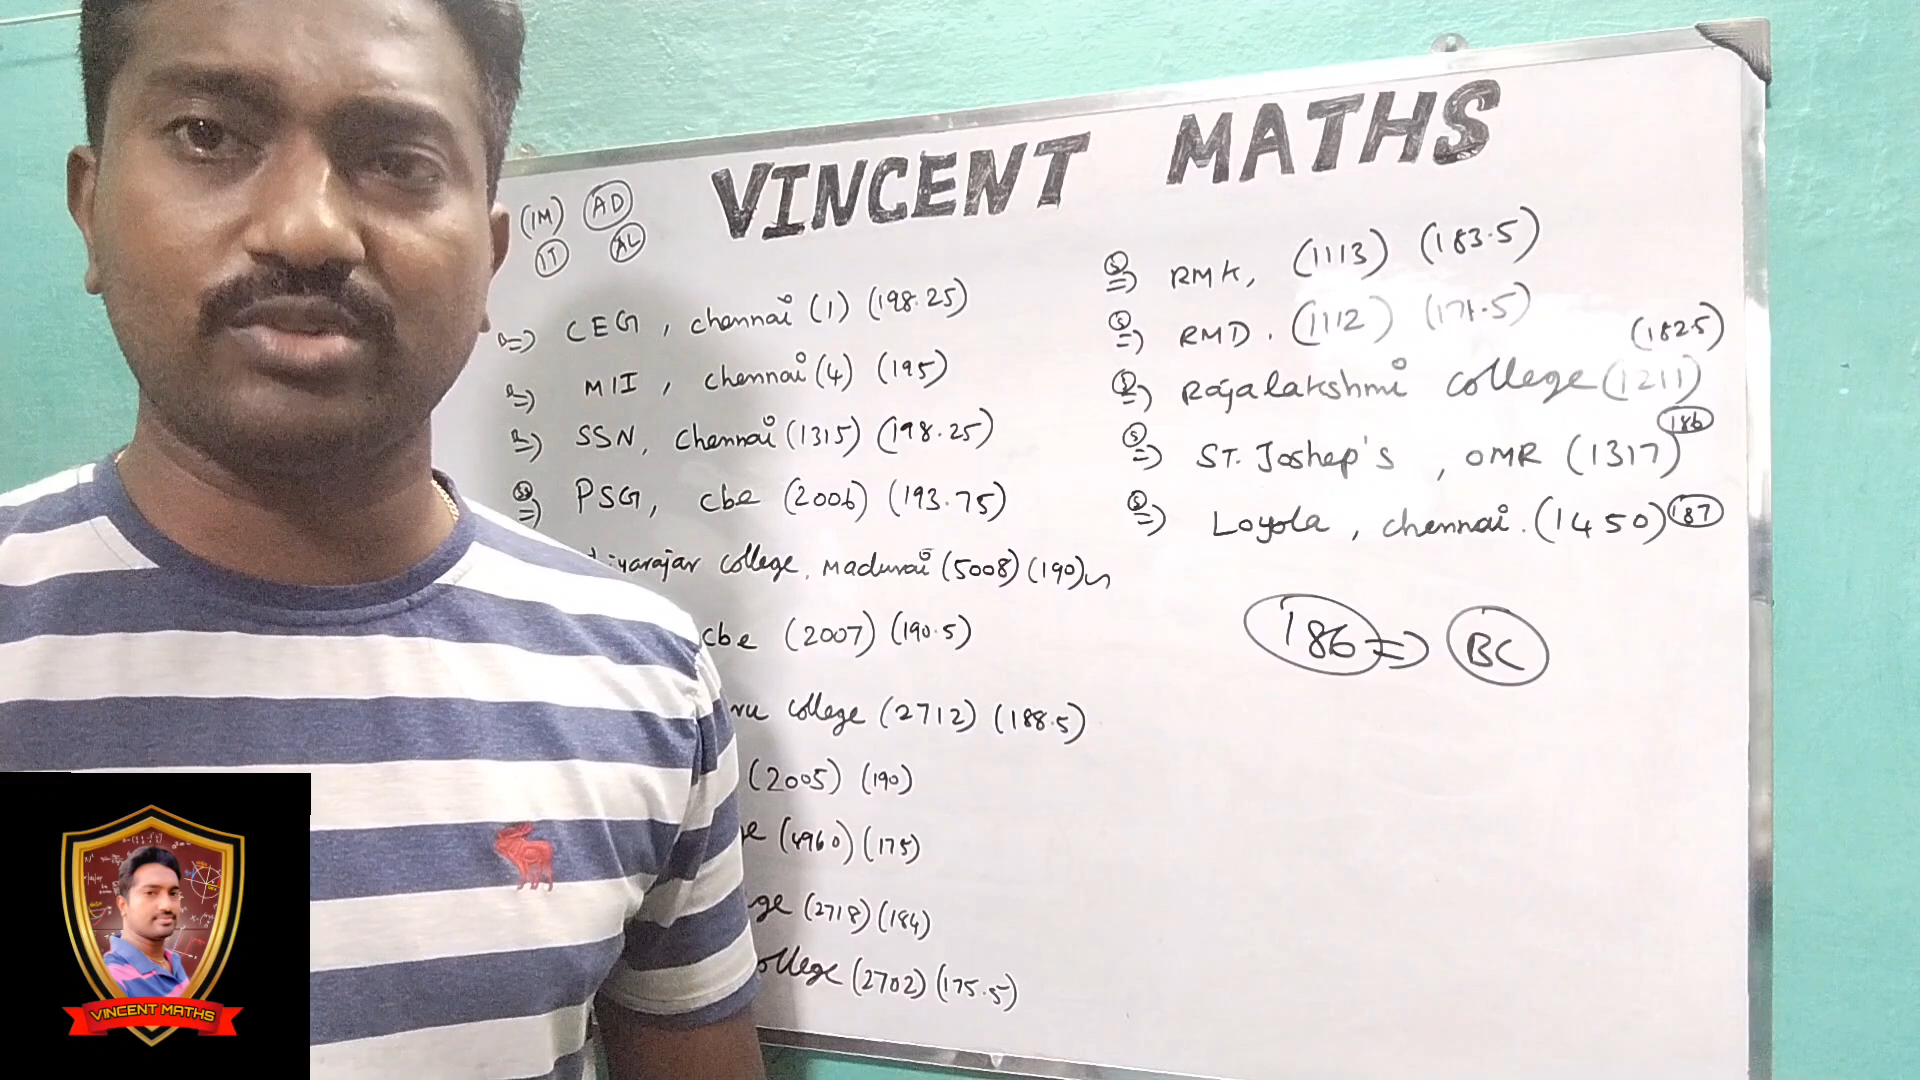 VINCENT MATHS
(IM) AD
IT AL
CEG, chennai (1) (198.25)
MIT, chennai (4) (195)
SSN, chennai (1315) (198.25)
PSG, cbe (2006) (193.75)
college, Madurai (5008) (190)
cbe (2007) (190.5)
college (2712) (188.5)
(2005) (190)
(4960) (175)
(2718) (184)
ollege (2702) (175.5)
RMK, (1113) (183.5)
RMD. (1112)
(182.5)
Rajalakshmi college (1211)
186
ST. Joshep's, OMR (1317)
Loyola, chennai. (1450) 187
186 => BC
VINCENT MATHS